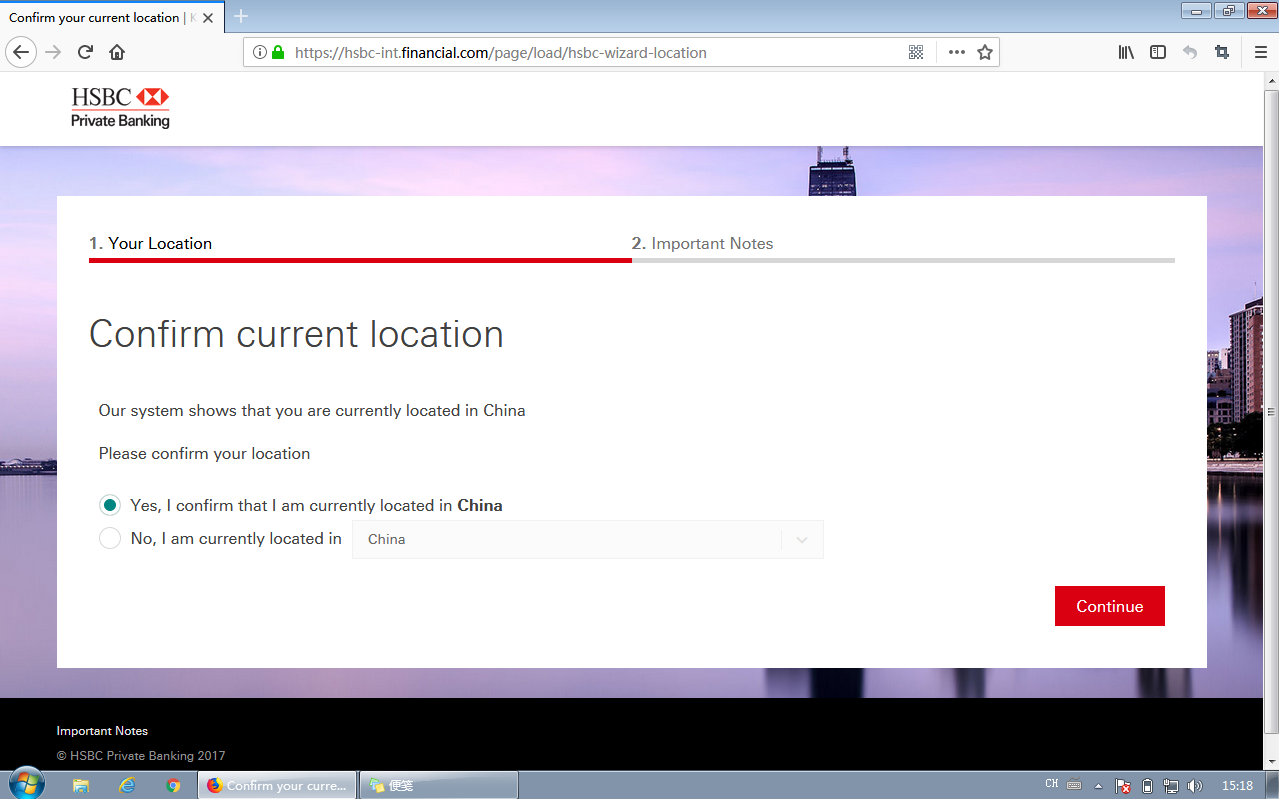 Confirm your current location |
https://hsbc-int.financial.com/page/load/hsbc-wizard-location
HSBC
Private Banking
1. Your Location
2. Important Notes
Confirm current location
Our system shows that you are currently located in China
Please confirm your location
Yes, I confirm that I am currently located in China
No, I am currently located in China
Continue
Important Notes
© HSBC Private Banking 2017
Confirm your curre...
便笺
CH
15:18